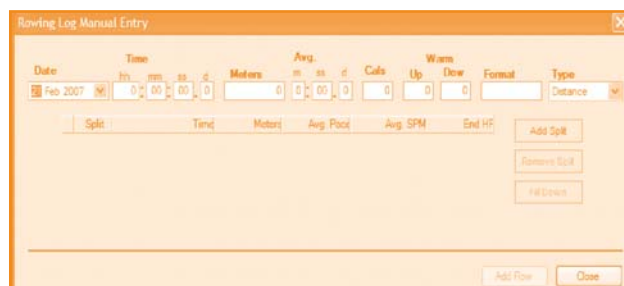 Rowing Log Manual Entry
Time Avg. Warm
Date hh mm ss d Meters m ss d Cals Up Dow Format Type
Feb 2007 0 : 00 : 00 . 0 0 0 : 00 . 0 0 0 0 Distance
Split Time Meters Avg Pace Avg SPM End HF
Add Split
Remove Split
Fill Down
Add Row Close